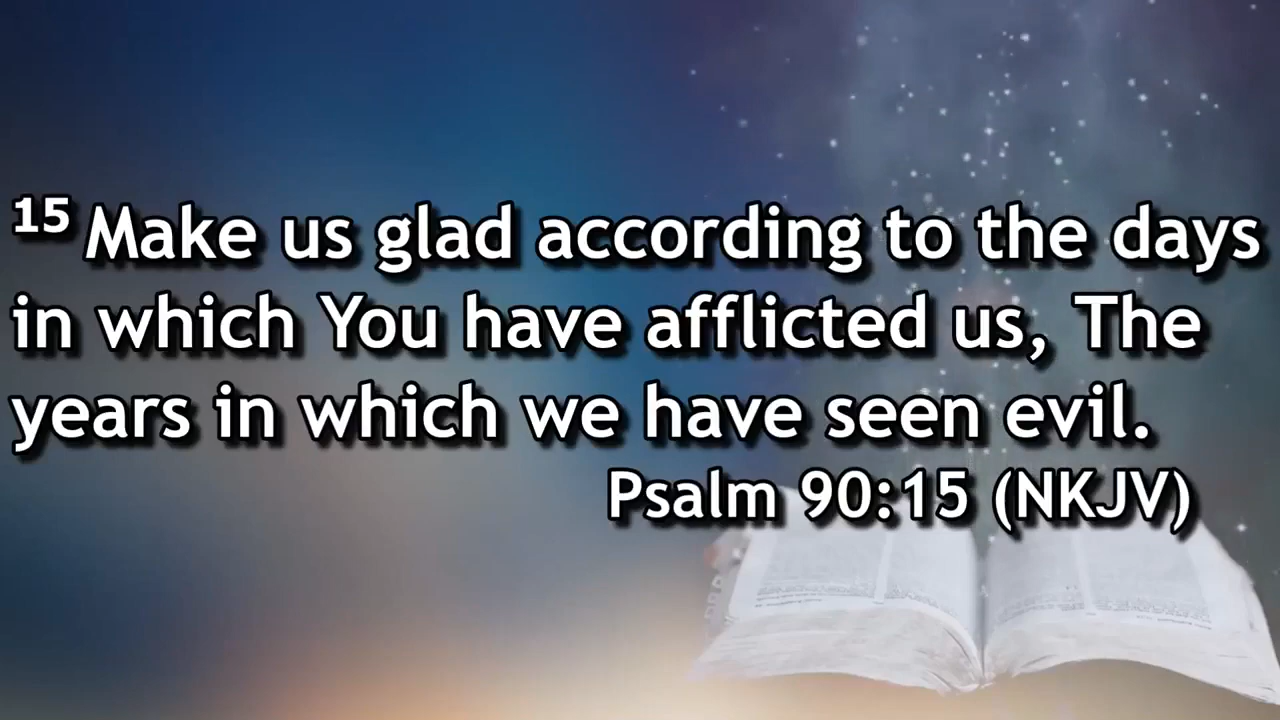 15 Make us glad according to the days
in which You have afflicted us, The
years in which we have seen evil.
Psalm 90:15 (NKJV)